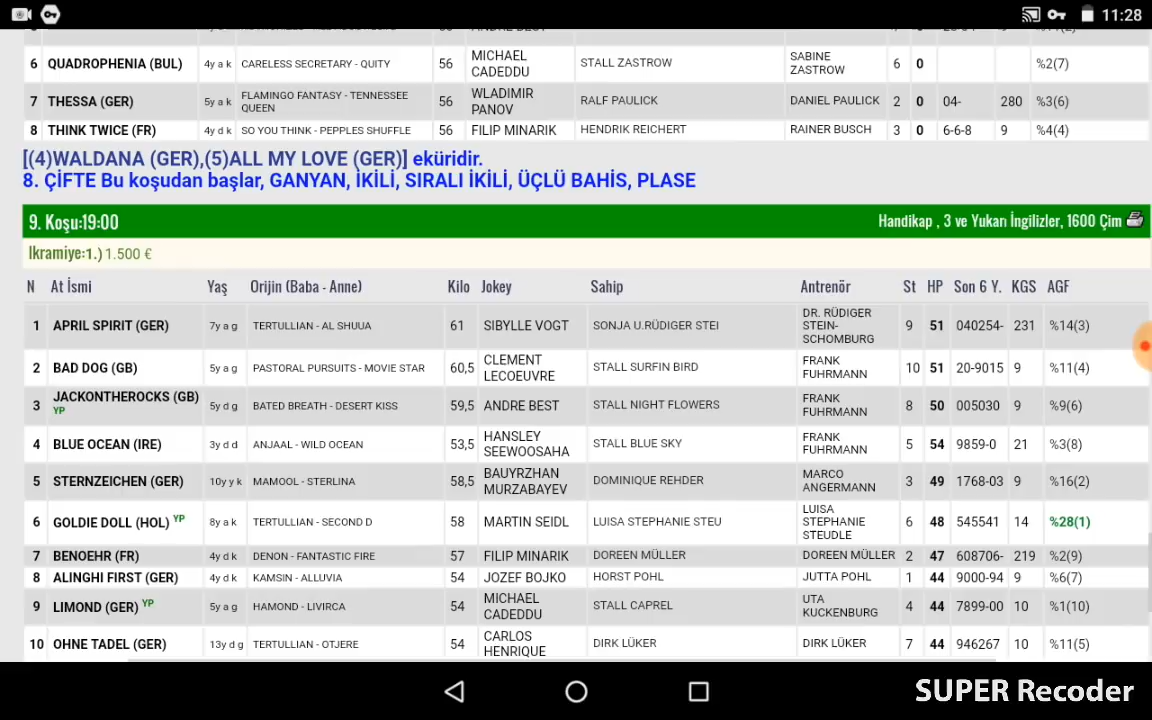 11:28
6 QUADROPHENIA (BUL) 4y a k CARELESS SECRETARY - QUITY 56 MICHAEL CADEDDU STALL ZASTROW SABINE ZASTROW 6 0 %2(7)
7 THESSA (GER) 5y a k FLAMINGO FANTASY - TENNESSEE QUEEN 56 WLADIMIR PANOV RALF PAULICK DANIEL PAULICK 2 0 04- 280 %3(6)
8 THINK TWICE (FR) 4y d k SO YOU THINK - PEPPLES SHUFFLE 56 FILIP MINARIK HENDRIK REICHERT RAINER BUSCH 3 0 6-6-8 9 %4(4)
[(4)WALDANA (GER),(5)ALL MY LOVE (GER)] eküridir.
8. ÇİFTE Bu koşudan başlar, GANYAN, İKİLİ, SIRALI İKİLİ, ÜÇLÜ BAHİS, PLASE
9. Koşu:19:00 Handikap , 3 ve Yukarı İngilizler, 1600 Çim
Ikramiye:1.) 1.500 €
N At İsmi Yaş Orijin (Baba - Anne) Kilo Jokey Sahip Antrenör St HP Son 6 Y. KGS AGF
1 APRIL SPIRIT (GER) 7y a g TERTULLIAN - AL SHUUA 61 SIBYLLE VOGT SONJA U.RÜDIGER STEI DR. RÜDIGER STEIN-SCHOMBURG 9 51 040254- 231 %14(3)
2 BAD DOG (GB) 5y a g PASTORAL PURSUITS - MOVIE STAR 60,5 CLEMENT LECOEUVRE STALL SURFIN BIRD FRANK FUHRMANN 10 51 20-9015 9 %11(4)
3 JACKONTHEROCKS (GB) YP 5y d g BATED BREATH - DESERT KISS 59,5 ANDRE BEST STALL NIGHT FLOWERS FRANK FUHRMANN 8 50 005030 9 %9(6)
4 BLUE OCEAN (IRE) 3y d d ANJAAL - WILD OCEAN 53,5 HANSLEY SEEWOOSAHA STALL BLUE SKY FRANK FUHRMANN 5 54 9859-0 21 %3(8)
5 STERNZEICHEN (GER) 10y y k MAMOOL - STERLINA 58,5 BAUYRZHAN MURZABAYEV DOMINIQUE REHDER MARCO ANGERMANN 3 49 1768-03 9 %16(2)
6 GOLDIE DOLL (HOL) YP 8y a k TERTULLIAN - SECOND D 58 MARTIN SEIDL LUISA STEPHANIE STEU LUISA STEPHANIE STEUDLE 6 48 545541 14 %28(1)
7 BENOEHR (FR) 4y d k DENON - FANTASTIC FIRE 57 FILIP MINARIK DOREEN MÜLLER DOREEN MÜLLER 2 47 608706- 219 %2(9)
8 ALINGHI FIRST (GER) 4y d k KAMSIN - ALLUVIA 54 JOZEF BOJKO HORST POHL JUTTA POHL 1 44 9000-94 9 %6(7)
9 LIMOND (GER) YP 5y a g HAMOND - LIVIRCA 54 MICHAEL CADEDDU STALL CAPREL UTA KUCKENBURG 4 44 7899-00 10 %1(10)
10 OHNE TADEL (GER) 13y d g TERTULLIAN - OTJERE 54 CARLOS HENRIQUE DIRK LÜKER DIRK LÜKER 7 44 946267 10 %11(5)
SUPER Recoder